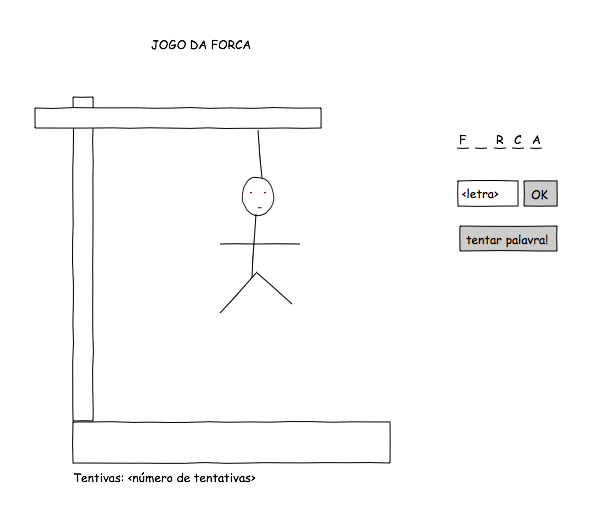 JOGO DA FORCA
F _ R C A
<letra> OK
tentar palavra!
Tentivas: <número de tentativas>